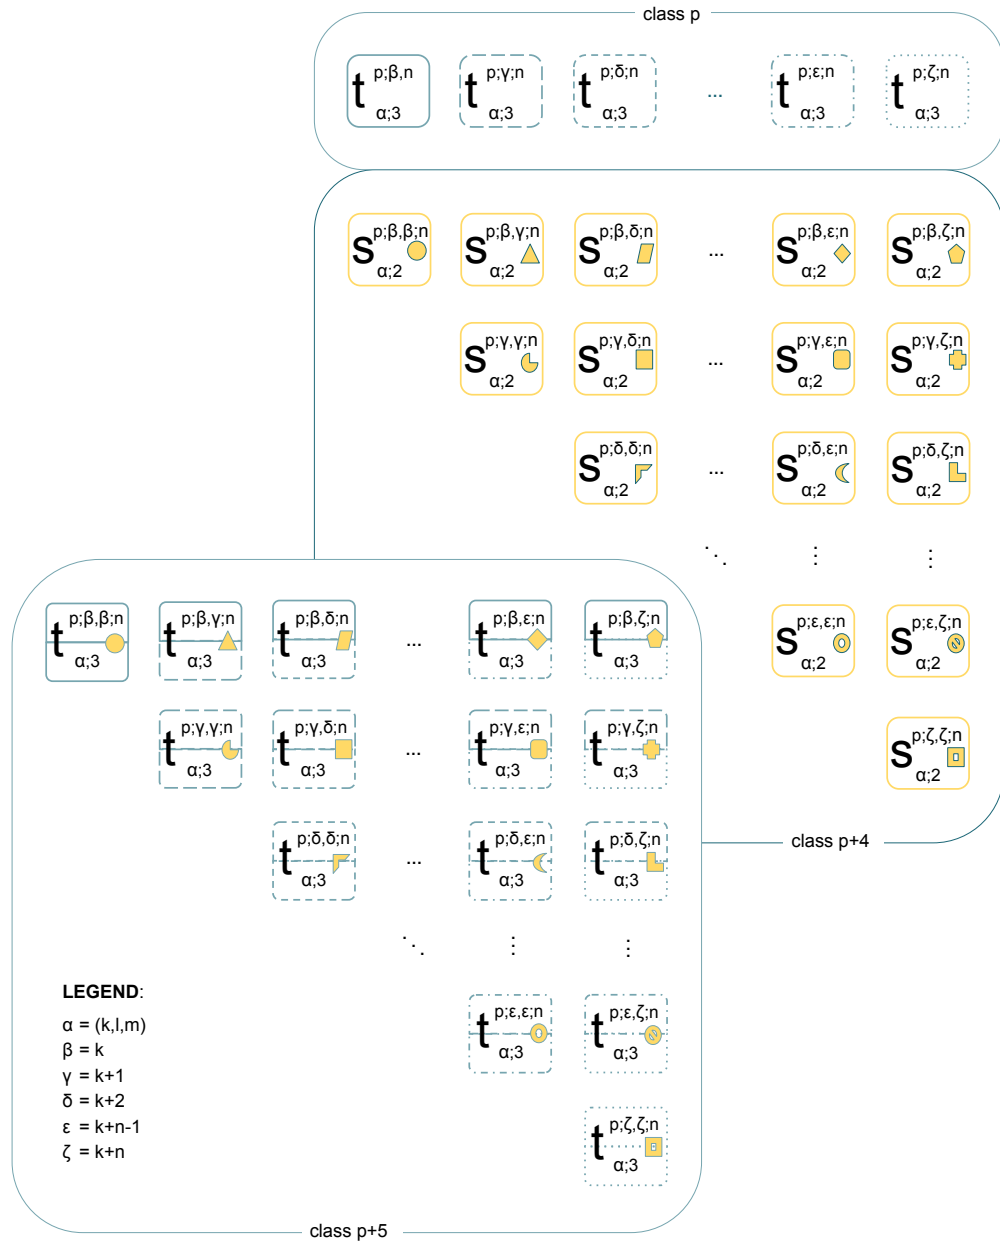 class p
t p;β,n α;3 t p;γ;n α;3 t p;δ;n α;3 ... t p;ε;n α;3 t p;ζ;n α;3
s p;β,β;n α;2 s p;β,γ;n α;2 s p;β,δ;n α;2 ... s p;β,ε;n α;2 s p;β,ζ;n α;2
s p;γ,γ;n α;2 s p;γ,δ;n α;2 ... s p;γ,ε;n α;2 s p;γ,ζ;n α;2
s p;δ,δ;n α;2 ... s p;δ,ε;n α;2 s p;δ,ζ;n α;2
⋱ ⋮ ⋮
s p;ε,ε;n α;2 s p;ε,ζ;n α;2
s p;ζ,ζ;n α;2
class p+4
t p;β,β;n α;3 t p;β,γ;n α;3 t p;β,δ;n α;3 ... t p;β,ε;n α;3 t p;β,ζ;n α;3
t p;γ,γ;n α;3 t p;γ,δ;n α;3 ... t p;γ,ε;n α;3 t p;γ,ζ;n α;3
t p;δ,δ;n α;3 ... t p;δ,ε;n α;3 t p;δ,ζ;n α;3
⋱ ⋮ ⋮
t p;ε,ε;n α;3 t p;ε,ζ;n α;3
t p;ζ,ζ;n α;3
LEGEND:
α = (k,l,m)
β = k
γ = k+1
δ = k+2
ε = k+n-1
ζ = k+n
class p+5